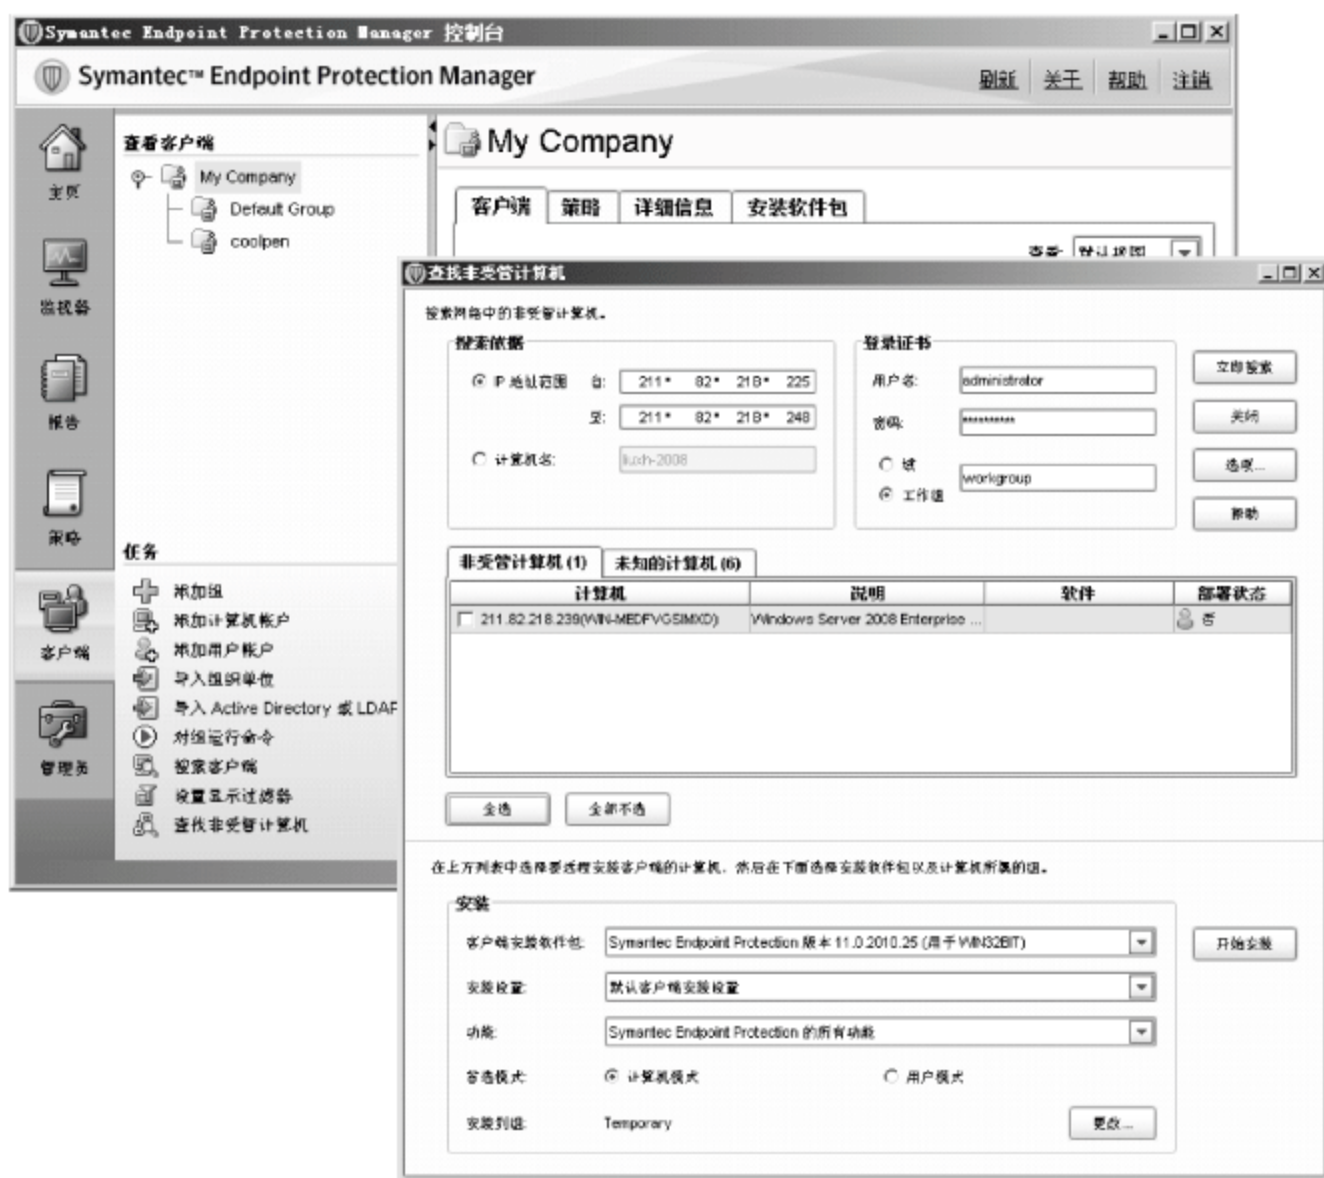 Symantec Endpoint Protection Manager 控制台
Symantec™ Endpoint Protection Manager
刷新 关于 帮助 注销
主页
监视器
报告
策略
客户端
管理员
查看客户端
My Company
Default Group
coolpen
任务
添加组
添加计算机帐户
添加用户帐户
导入组织单位
导入 Active Directory 或 LDAP
对组运行命令
搜索客户端
设置显示过滤器
查找非受管计算机
My Company
客户端 策略 详细信息 安装软件包
查看: 默认视图
查找非受管计算机
搜索网络中的非受管计算机。
搜索依据
IP 地址范围 自: 211 82 218 225
至: 211 82 218 248
计算机名: liuxh-2008
登录证书
用户名: administrator
密码: **********
域
工作组
workgroup
立即搜索
关闭
选项...
帮助
非受管计算机 (1) 未知的计算机 (6)
计算机 说明 软件 部署状态
211.82.218.239(WIN-MEDFVGSIMXD) Windows Server 2008 Enterprise ... 否
全选 全部不选
在上方列表中选择要远程安装客户端的计算机，然后在下面选择安装软件包以及计算机所属的组。
安装
客户端安装软件包: Symantec Endpoint Protection 版本 11.0.2010.25 (用于 WIN32BIT)
安装设置: 默认客户端安装设置
功能: Symantec Endpoint Protection 的所有功能
首选模式: 计算机模式 用户模式
安装到组: Temporary 更改...
开始安装